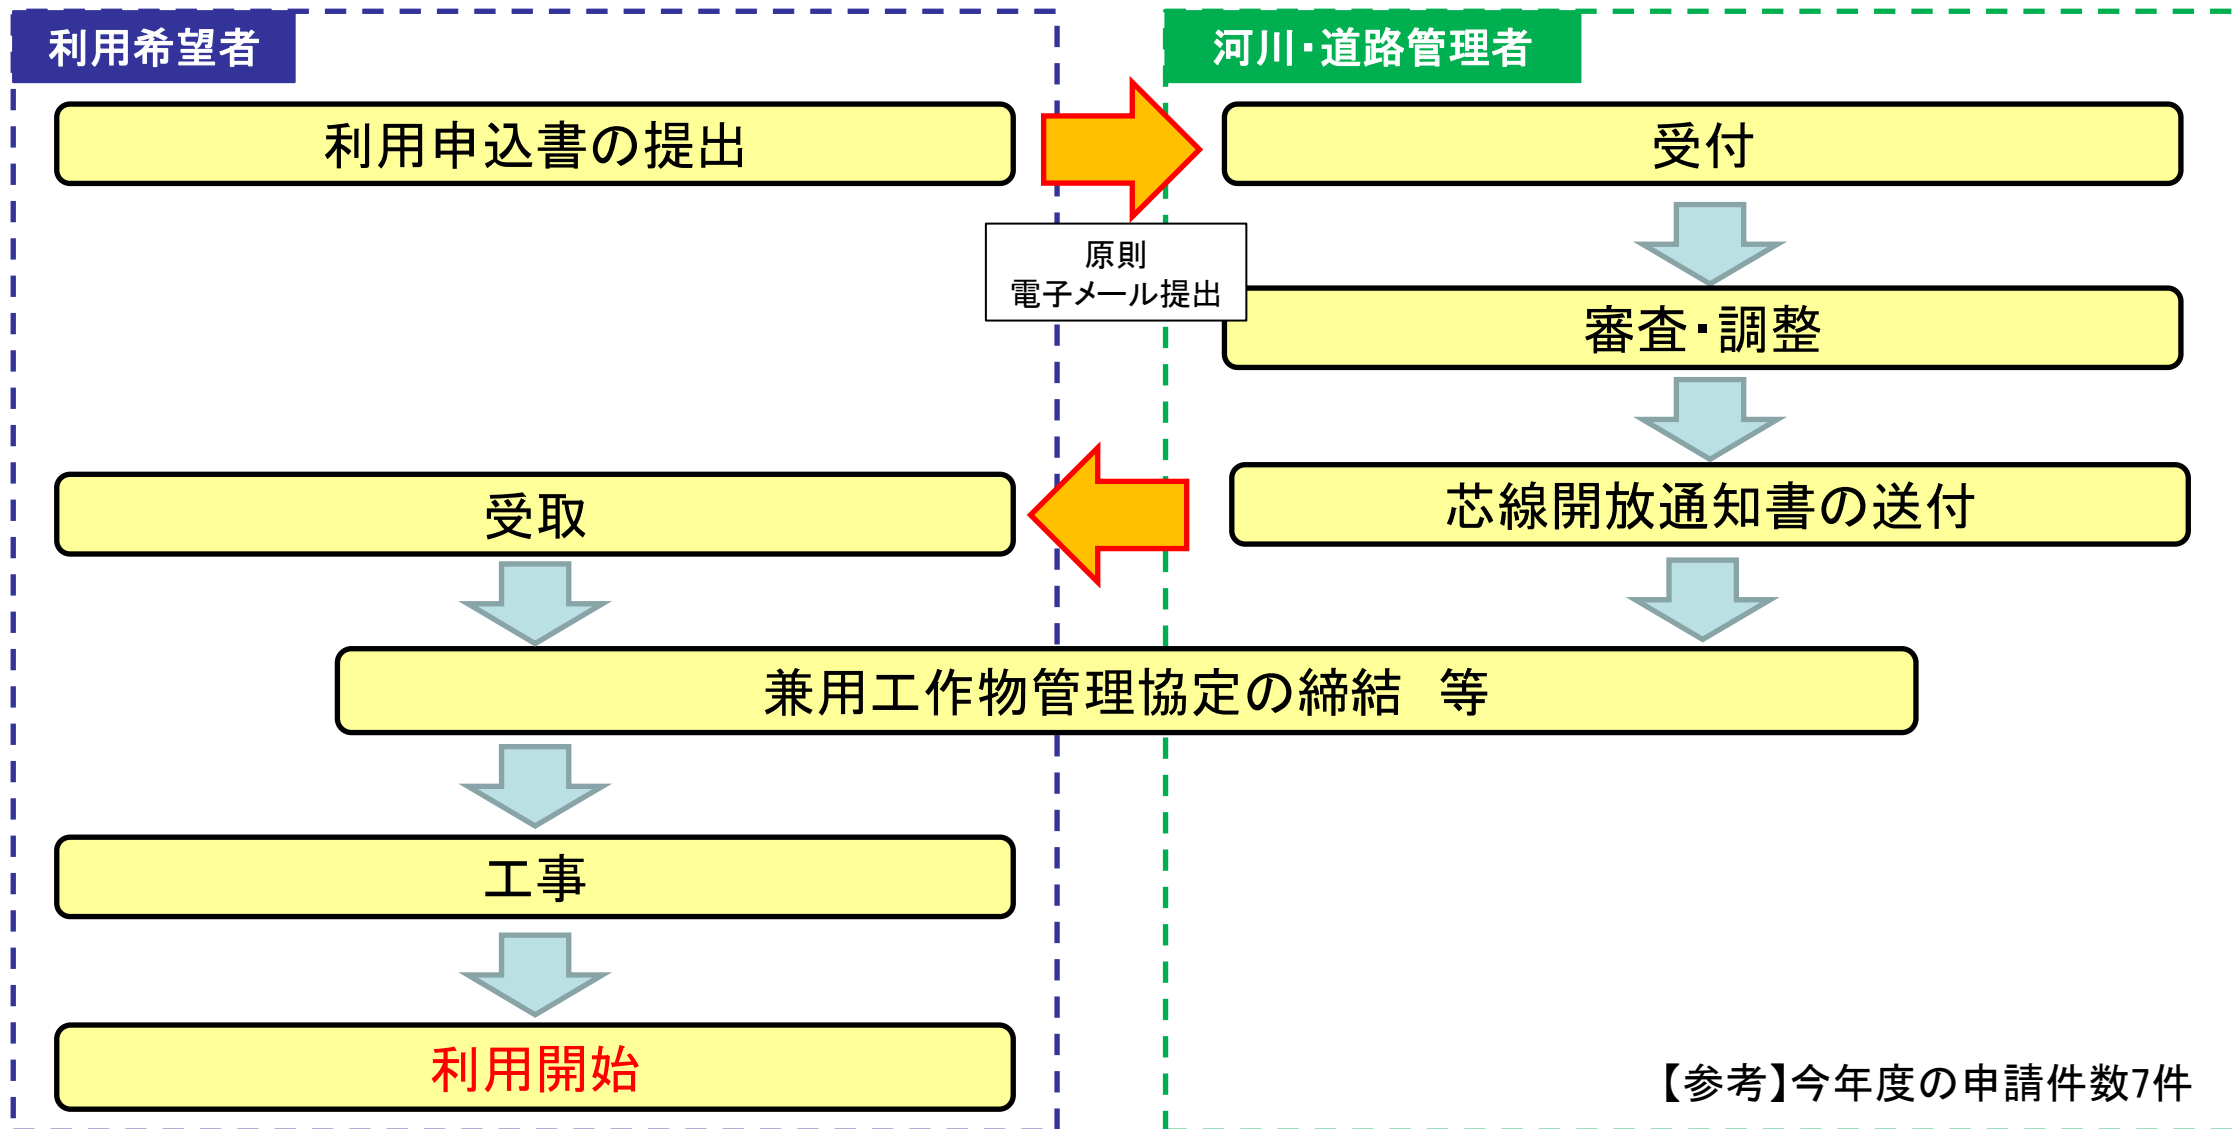 利用希望者
河川・道路管理者
利用申込書の提出
受付
原則
電子メール提出
審査・調整
芯線開放通知書の送付
受取
兼用工作物管理協定の締結　等
工事
利用開始
【参考】今年度の申請件数7件